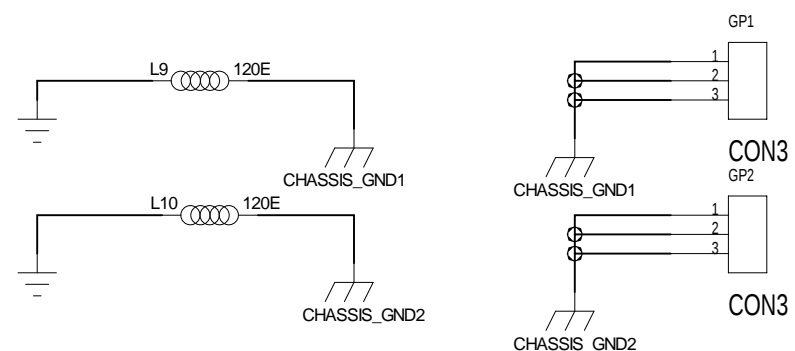 L9 120E
CHASSIS_GND1
L10 120E
CHASSIS_GND2
GP1
1
2
3
CON3
CHASSIS_GND1
GP2
1
2
3
CON3
CHASSIS_GND2